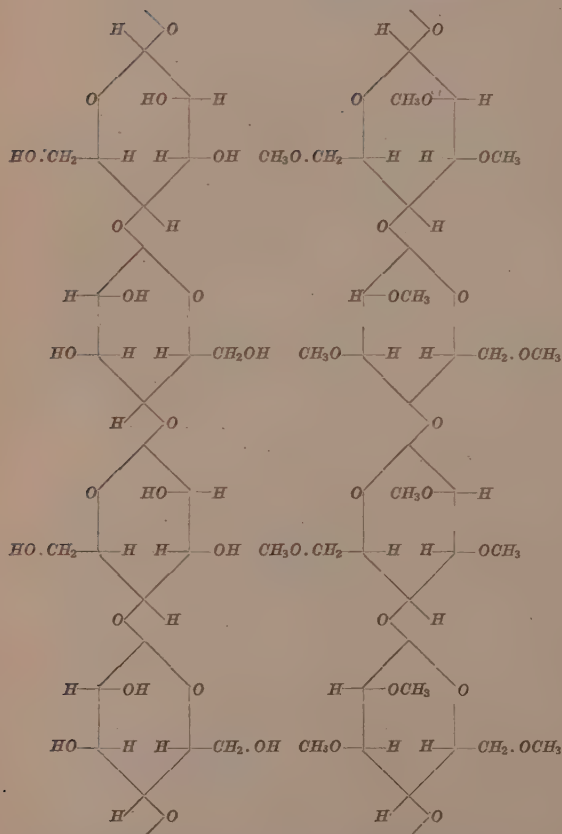 H O H O
O HO H O CH3O H
HO.CH2 H H OH CH3O.CH2 H H OCH3
O H O H
H OH O H OCH3 O
HO H H CH2OH CH3O H H CH2.OCH3
H O O
O HO H O CH3O H
HO.CH2 H H OH CH3O.CH2 H H OCH3
O H O H
H OH O H OCH3 O
HO H H CH2.OH CH3O H H CH2.OCH3
H O H O